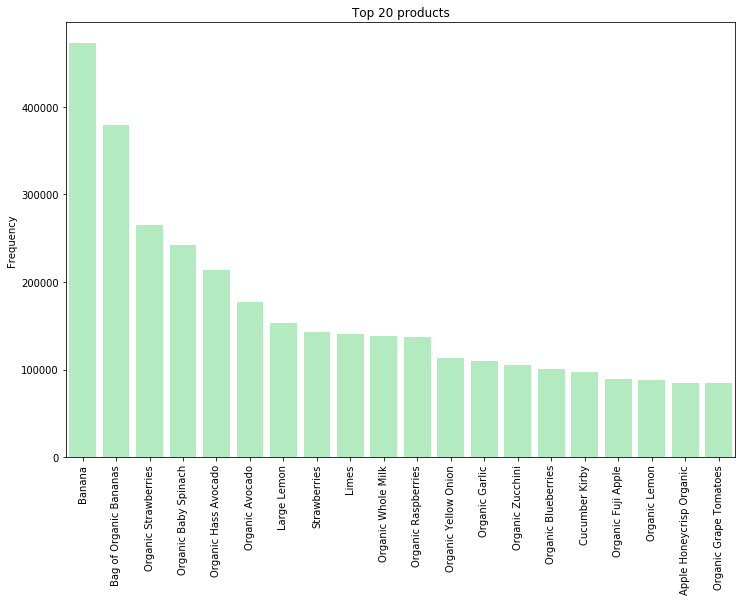 Top 20 products
Frequency
400000
300000
200000
100000
0
Banana
Bag of Organic Bananas
Organic Strawberries
Organic Baby Spinach
Organic Hass Avocado
Organic Avocado
Large Lemon
Strawberries
Limes
Organic Whole Milk
Organic Raspberries
Organic Yellow Onion
Organic Garlic
Organic Zucchini
Organic Blueberries
Cucumber Kirby
Organic Fuji Apple
Organic Lemon
Apple Honeycrisp Organic
Organic Grape Tomatoes